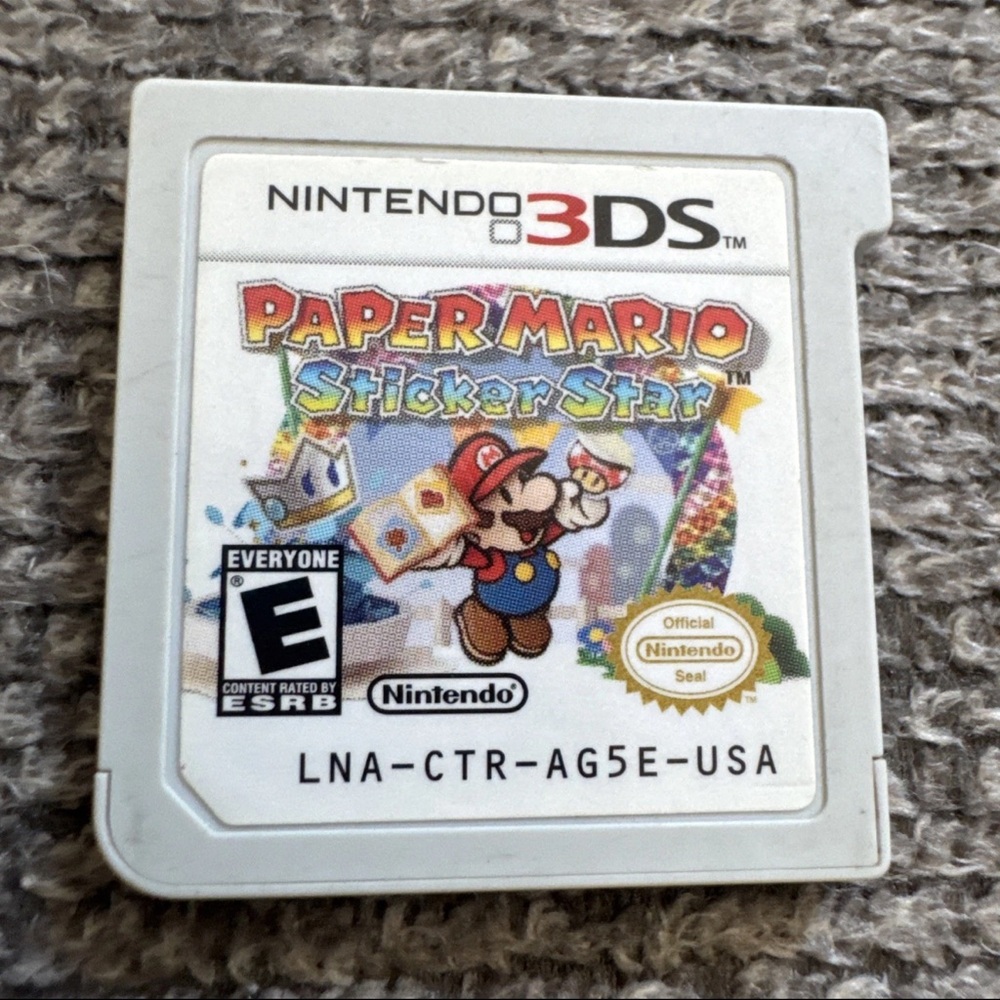 NINTENDO 3DS™
PAPER MARIO
Sticker Star™
M
EVERYONE
®
E
CONTENT RATED BY
ESRB
Nintendo®
Official
Nintendo
Seal
™
LNA-CTR-AG5E-USA